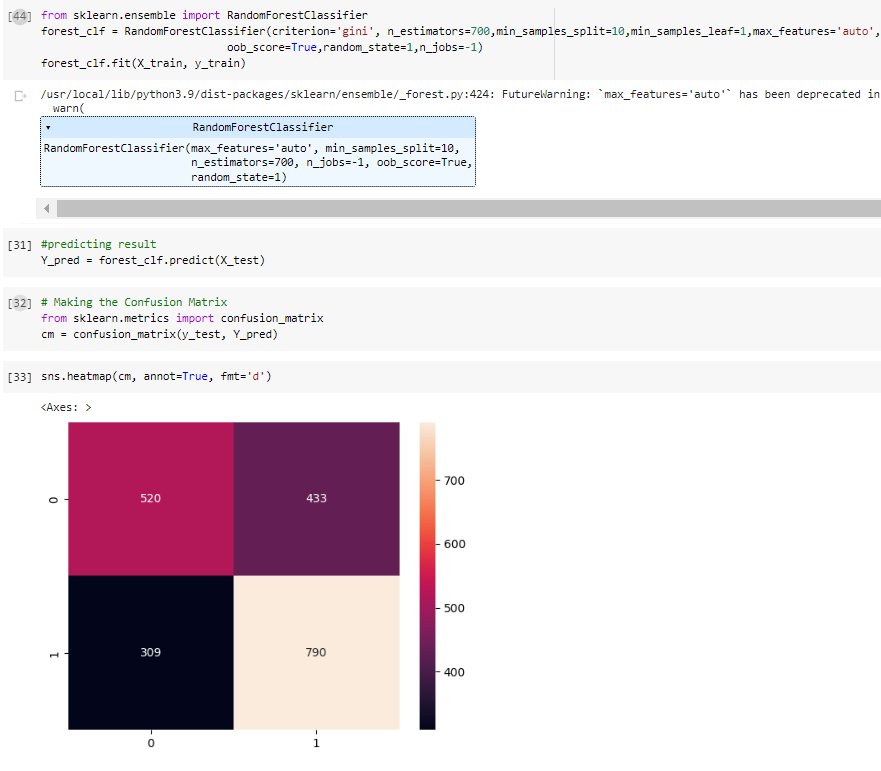 [44] from sklearn.ensemble import RandomForestClassifier
forest_clf = RandomForestClassifier(criterion='gini', n_estimators=700,min_samples_split=10,min_samples_leaf=1,max_features='auto',
oob_score=True,random_state=1,n_jobs=-1)
forest_clf.fit(X_train, y_train)
/usr/local/lib/python3.9/dist-packages/sklearn/ensemble/_forest.py:424: FutureWarning: `max_features='auto'` has been deprecated in
warn(
▾ RandomForestClassifier
RandomForestClassifier(max_features='auto', min_samples_split=10,
n_estimators=700, n_jobs=-1, oob_score=True,
random_state=1)
[31] #predicting result
Y_pred = forest_clf.predict(X_test)
[32] # Making the Confusion Matrix
from sklearn.metrics import confusion_matrix
cm = confusion_matrix(y_test, Y_pred)
[33] sns.heatmap(cm, annot=True, fmt='d')
<Axes: >
700
0 520 433
600
500
1 309 790
400
0 1